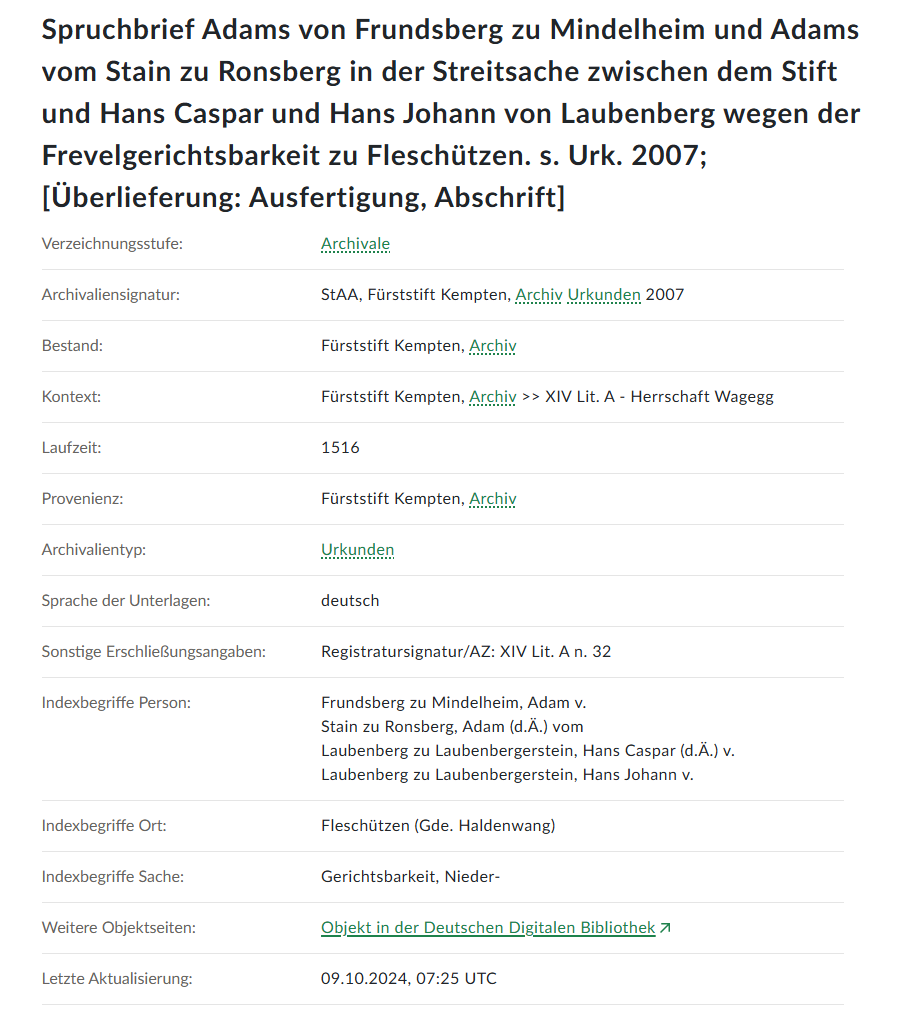 Spruchbrief Adams von Frundsberg zu Mindelheim und Adams
vom Stain zu Ronsberg in der Streitsache zwischen dem Stift
und Hans Caspar und Hans Johann von Laubenberg wegen der
Frevelgerichtsbarkeit zu Fleschützen. s. Urk. 2007;
[Überlieferung: Ausfertigung, Abschrift]
Verzeichnungsstufe: Archivale
Archivaliensignatur: StAA, Fürststift Kempten, Archiv Urkunden 2007
Bestand: Fürststift Kempten, Archiv
Kontext: Fürststift Kempten, Archiv >> XIV Lit. A - Herrschaft Wagegg
Laufzeit: 1516
Provenienz: Fürststift Kempten, Archiv
Archivalientyp: Urkunden
Sprache der Unterlagen: deutsch
Sonstige Erschließungsangaben: Registratursignatur/AZ: XIV Lit. A n. 32
Indexbegriffe Person: Frundsberg zu Mindelheim, Adam v.
Stain zu Ronsberg, Adam (d.Ä.) vom
Laubenberg zu Laubenbergerstein, Hans Caspar (d.Ä.) v.
Laubenberg zu Laubenbergerstein, Hans Johann v.
Indexbegriffe Ort: Fleschützen (Gde. Haldenwang)
Indexbegriffe Sache: Gerichtsbarkeit, Nieder-
Weitere Objektseiten: Objekt in der Deutschen Digitalen Bibliothek
Letzte Aktualisierung: 09.10.2024, 07:25 UTC